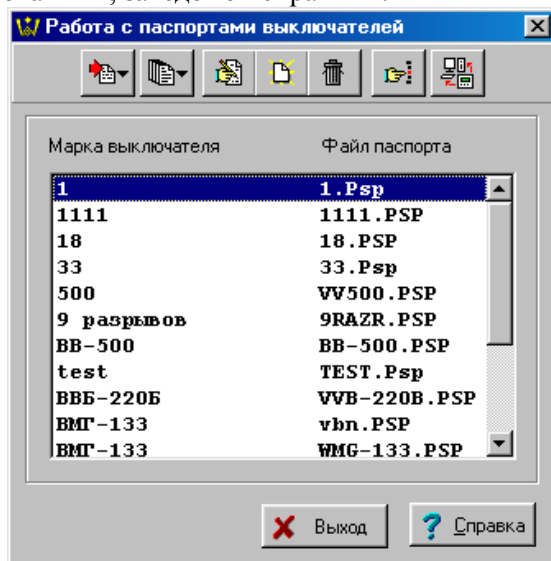 Работа с паспортами выключателей
Марка выключателя Файл паспорта
1 1.Psp
1111 1111.PSP
18 18.PSP
33 33.Psp
500 VV500.PSP
9 разрывов 9RAZR.PSP
ВВ-500 BB-500.PSP
test TEST.Psp
ВВБ-220Б VVB-220B.PSP
ВМГ-133 vbn.PSP
ВМГ-133 WMG-133.PSP
Выход Справка